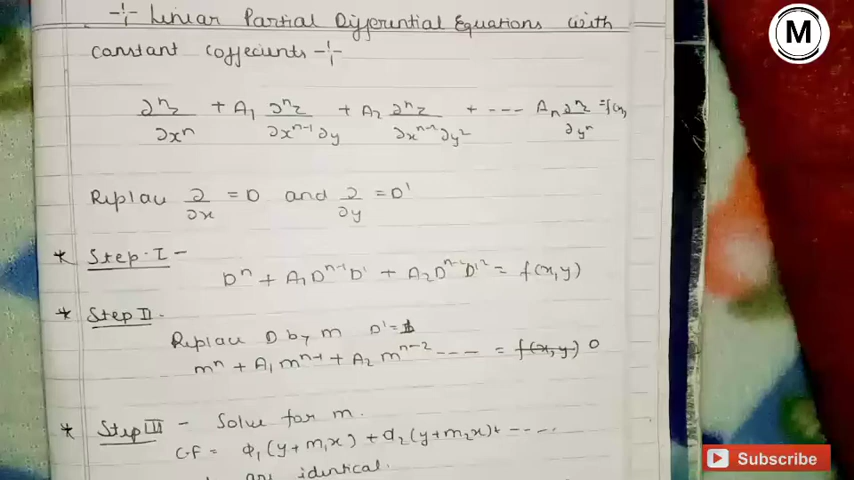 -:- Linear Partial Differential Equations with
constant coffecients -:-
∂ⁿz/∂xⁿ + A₁ ∂ⁿz/∂xⁿ⁻¹∂y + A₂ ∂ⁿz/∂xⁿ⁻²∂y² + --- Aₙ ∂ⁿz/∂yⁿ = f(x,
Replace ∂/∂x = D and ∂/∂y = D'
* Step-I -
Dⁿ + A₁Dⁿ⁻¹D' + A₂Dⁿ⁻²D'² = f(x,y)
* Step II -
Replace D by m D'=1
mⁿ + A₁mⁿ⁻¹ + A₂mⁿ⁻² ---- = f(x,y) 0
* Step III - Solve for m.
C.F = Φ₁(y+m₁x) + Φ₂(y+m₂x)+ -----
are identical.
M
Subscribe